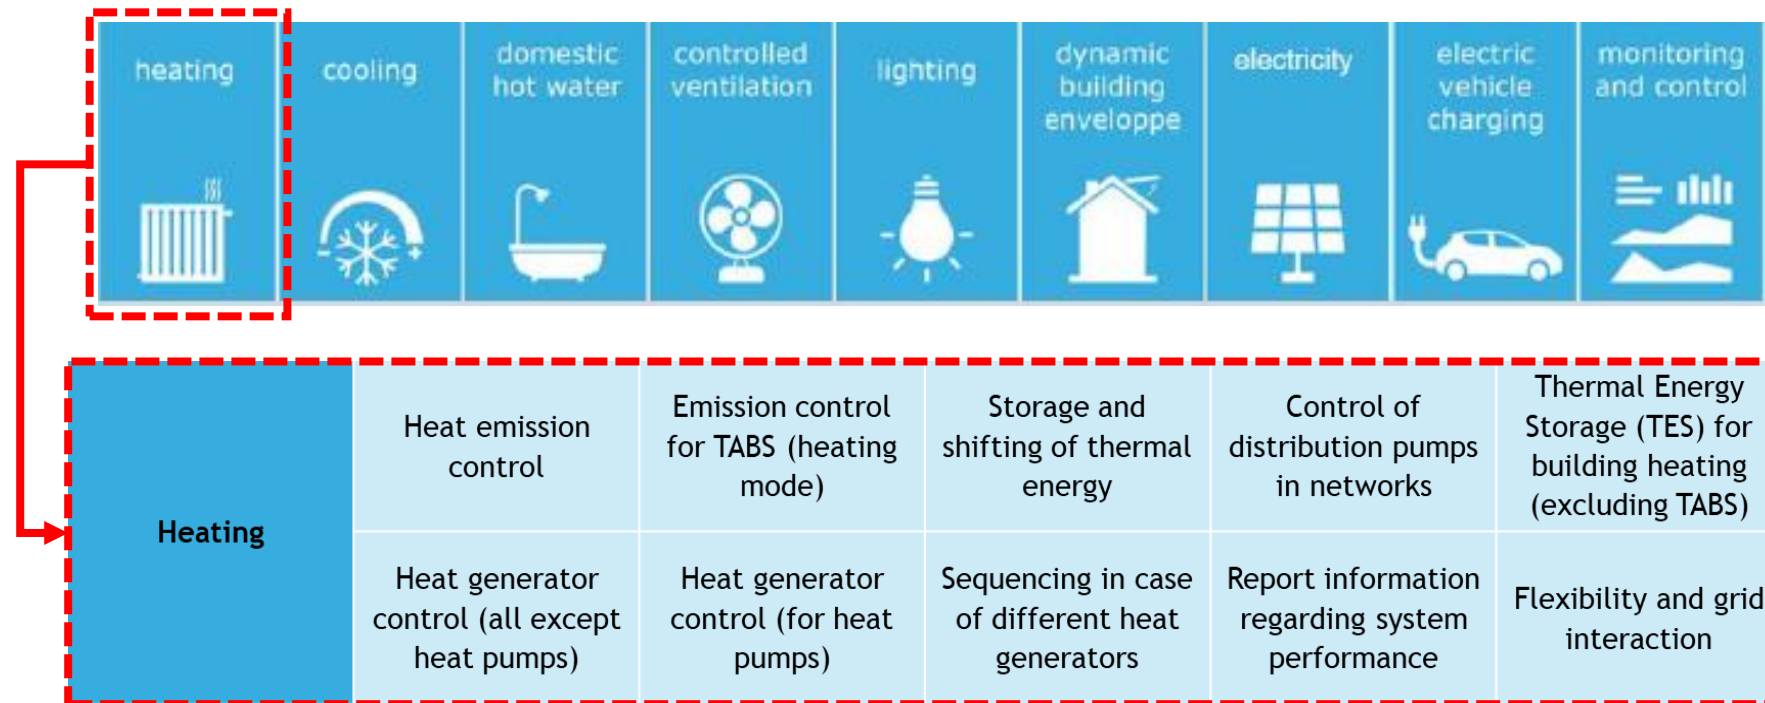 heating
cooling
domestic
hot water
controlled
ventilation
lighting
dynamic
building
enveloppe
electricity
electric
vehicle
charging
monitoring
and control
Heating
Heat emission
control
Emission control
for TABS (heating
mode)
Storage and
shifting of thermal
energy
Control of
distribution pumps
in networks
Thermal Energy
Storage (TES) for
building heating
(excluding TABS)
Heat generator
control (all except
heat pumps)
Heat generator
control (for heat
pumps)
Sequencing in case
of different heat
generators
Report information
regarding system
performance
Flexibility and grid
interaction